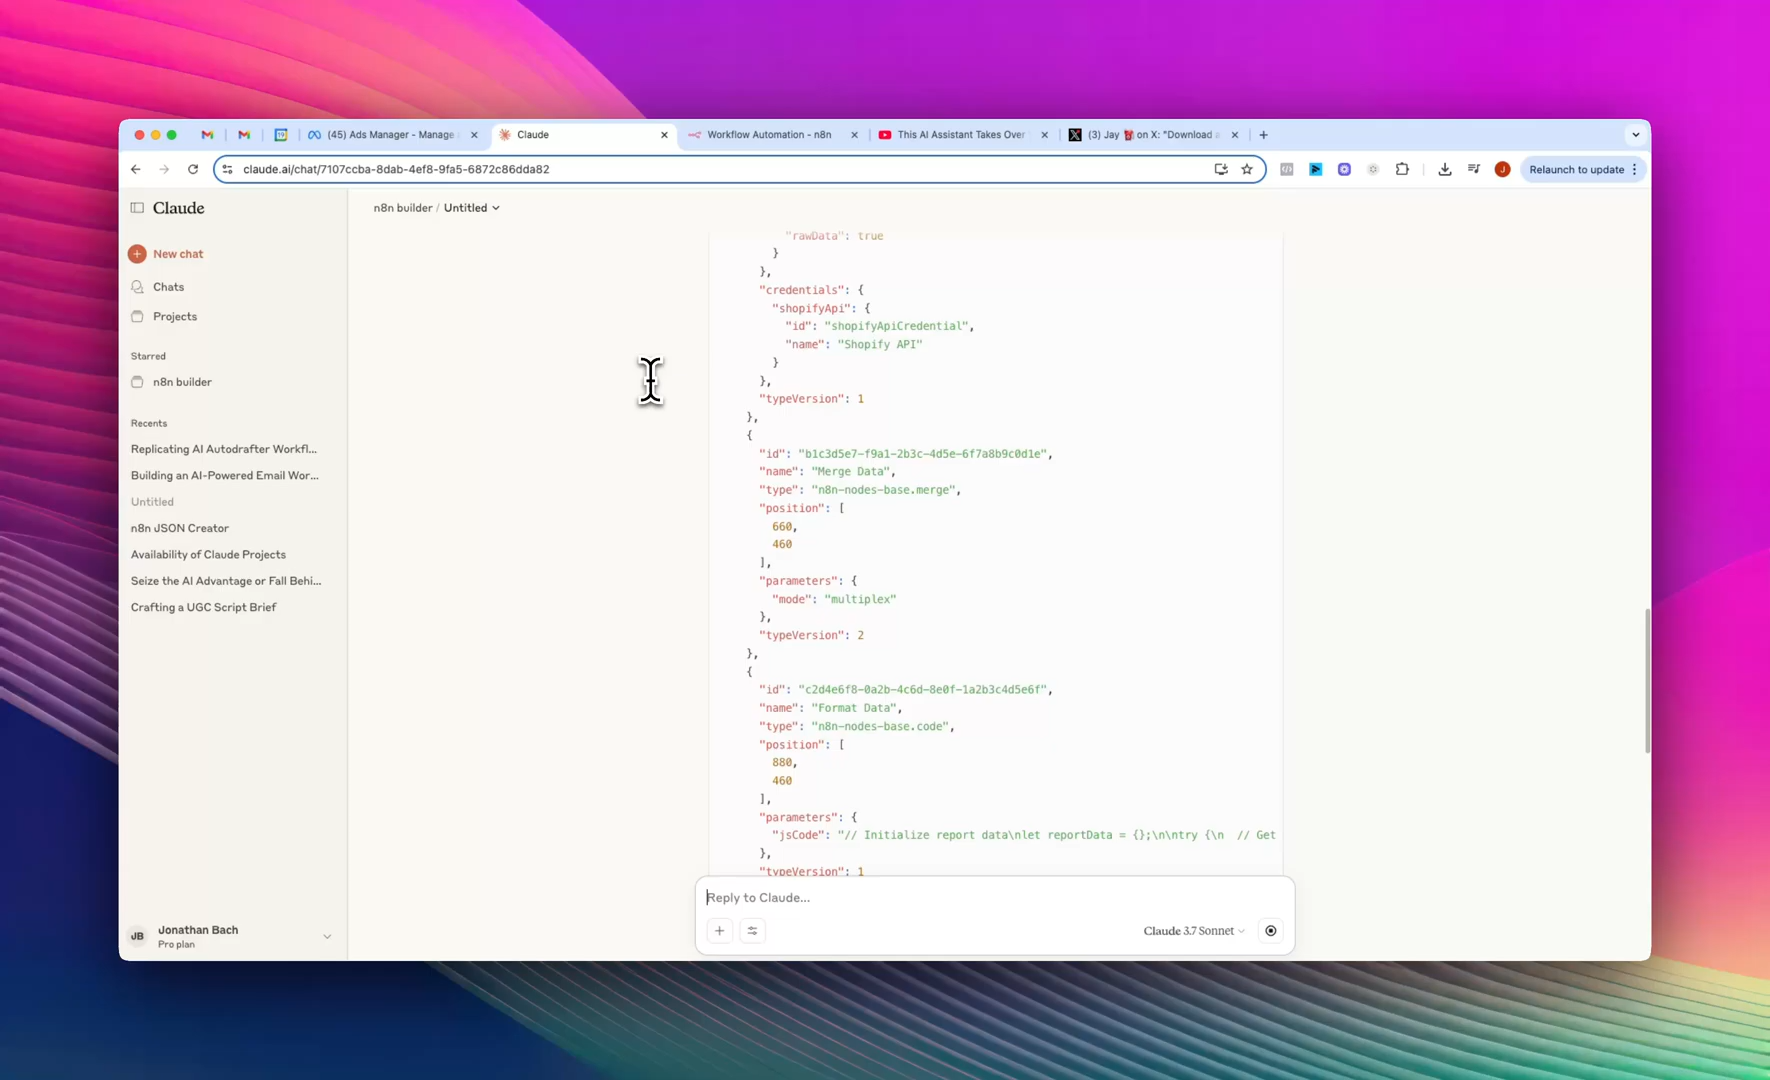 (45) Ads Manager - Manage
Claude
Workflow Automation - n8n
This AI Assistant Takes Over
(3) Jay on X: "Download a
claude.ai/chat/7107ccba-8dab-4ef8-9fa5-6872c86dda82
Relaunch to update
Claude
n8n builder / Untitled
New chat
Chats
Projects
Starred
n8n builder
Recents
Replicating AI Autodrafter Workfl...
Building an AI-Powered Email Wor...
Untitled
n8n JSON Creator
Availability of Claude Projects
Seize the AI Advantage or Fall Behi...
Crafting a UGC Script Brief
JB
Jonathan Bach
Pro plan
"rawData": true
}
},
"credentials": {
"shopifyApi": {
"id": "shopifyApiCredential",
"name": "Shopify API"
}
},
"typeVersion": 1
},
{
"id": "b1c3d5e7-f9a1-2b3c-4d5e-6f7a8b9c0d1e",
"name": "Merge Data",
"type": "n8n-nodes-base.merge",
"position": [
660,
460
],
"parameters": {
"mode": "multiplex"
},
"typeVersion": 2
},
{
"id": "c2d4e6f8-0a2b-4c6d-8e0f-1a2b3c4d5e6f",
"name": "Format Data",
"type": "n8n-nodes-base.code",
"position": [
880,
460
],
"parameters": {
"jsCode": "// Initialize report data\nlet reportData = {};\n\ntry {\n  // Get
},
"typeVersion": 1
Reply to Claude...
Claude 3.7 Sonnet
J